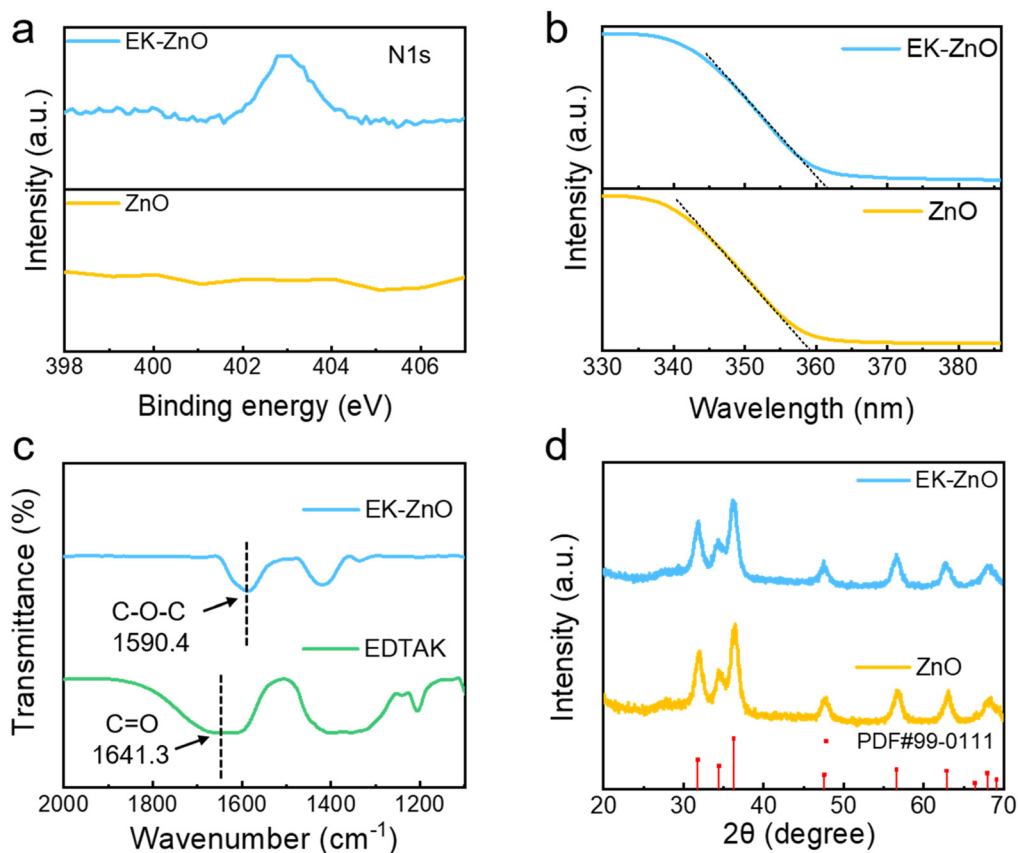 a
EK-ZnO
N1s
ZnO
Intensity (a.u.)
398 400 402 404 406
Binding energy (eV)
b
EK-ZnO
ZnO
Intensity (a.u.)
330 340 350 360 370 380
Wavelength (nm)
c
EK-ZnO
C-O-C
1590.4
EDTAK
C=O
1641.3
Transmittance (%)
2000 1800 1600 1400 1200
Wavenumber (cm⁻¹)
d
EK-ZnO
ZnO
PDF#99-0111
Intensity (a.u.)
20 30 40 50 60 70
2θ (degree)